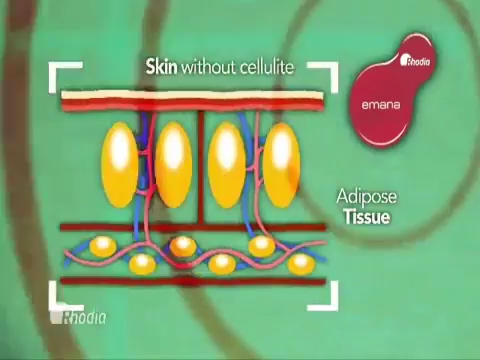 Skin without cellulite
Rhodia
emana
Adipose
Tissue
Rhodia